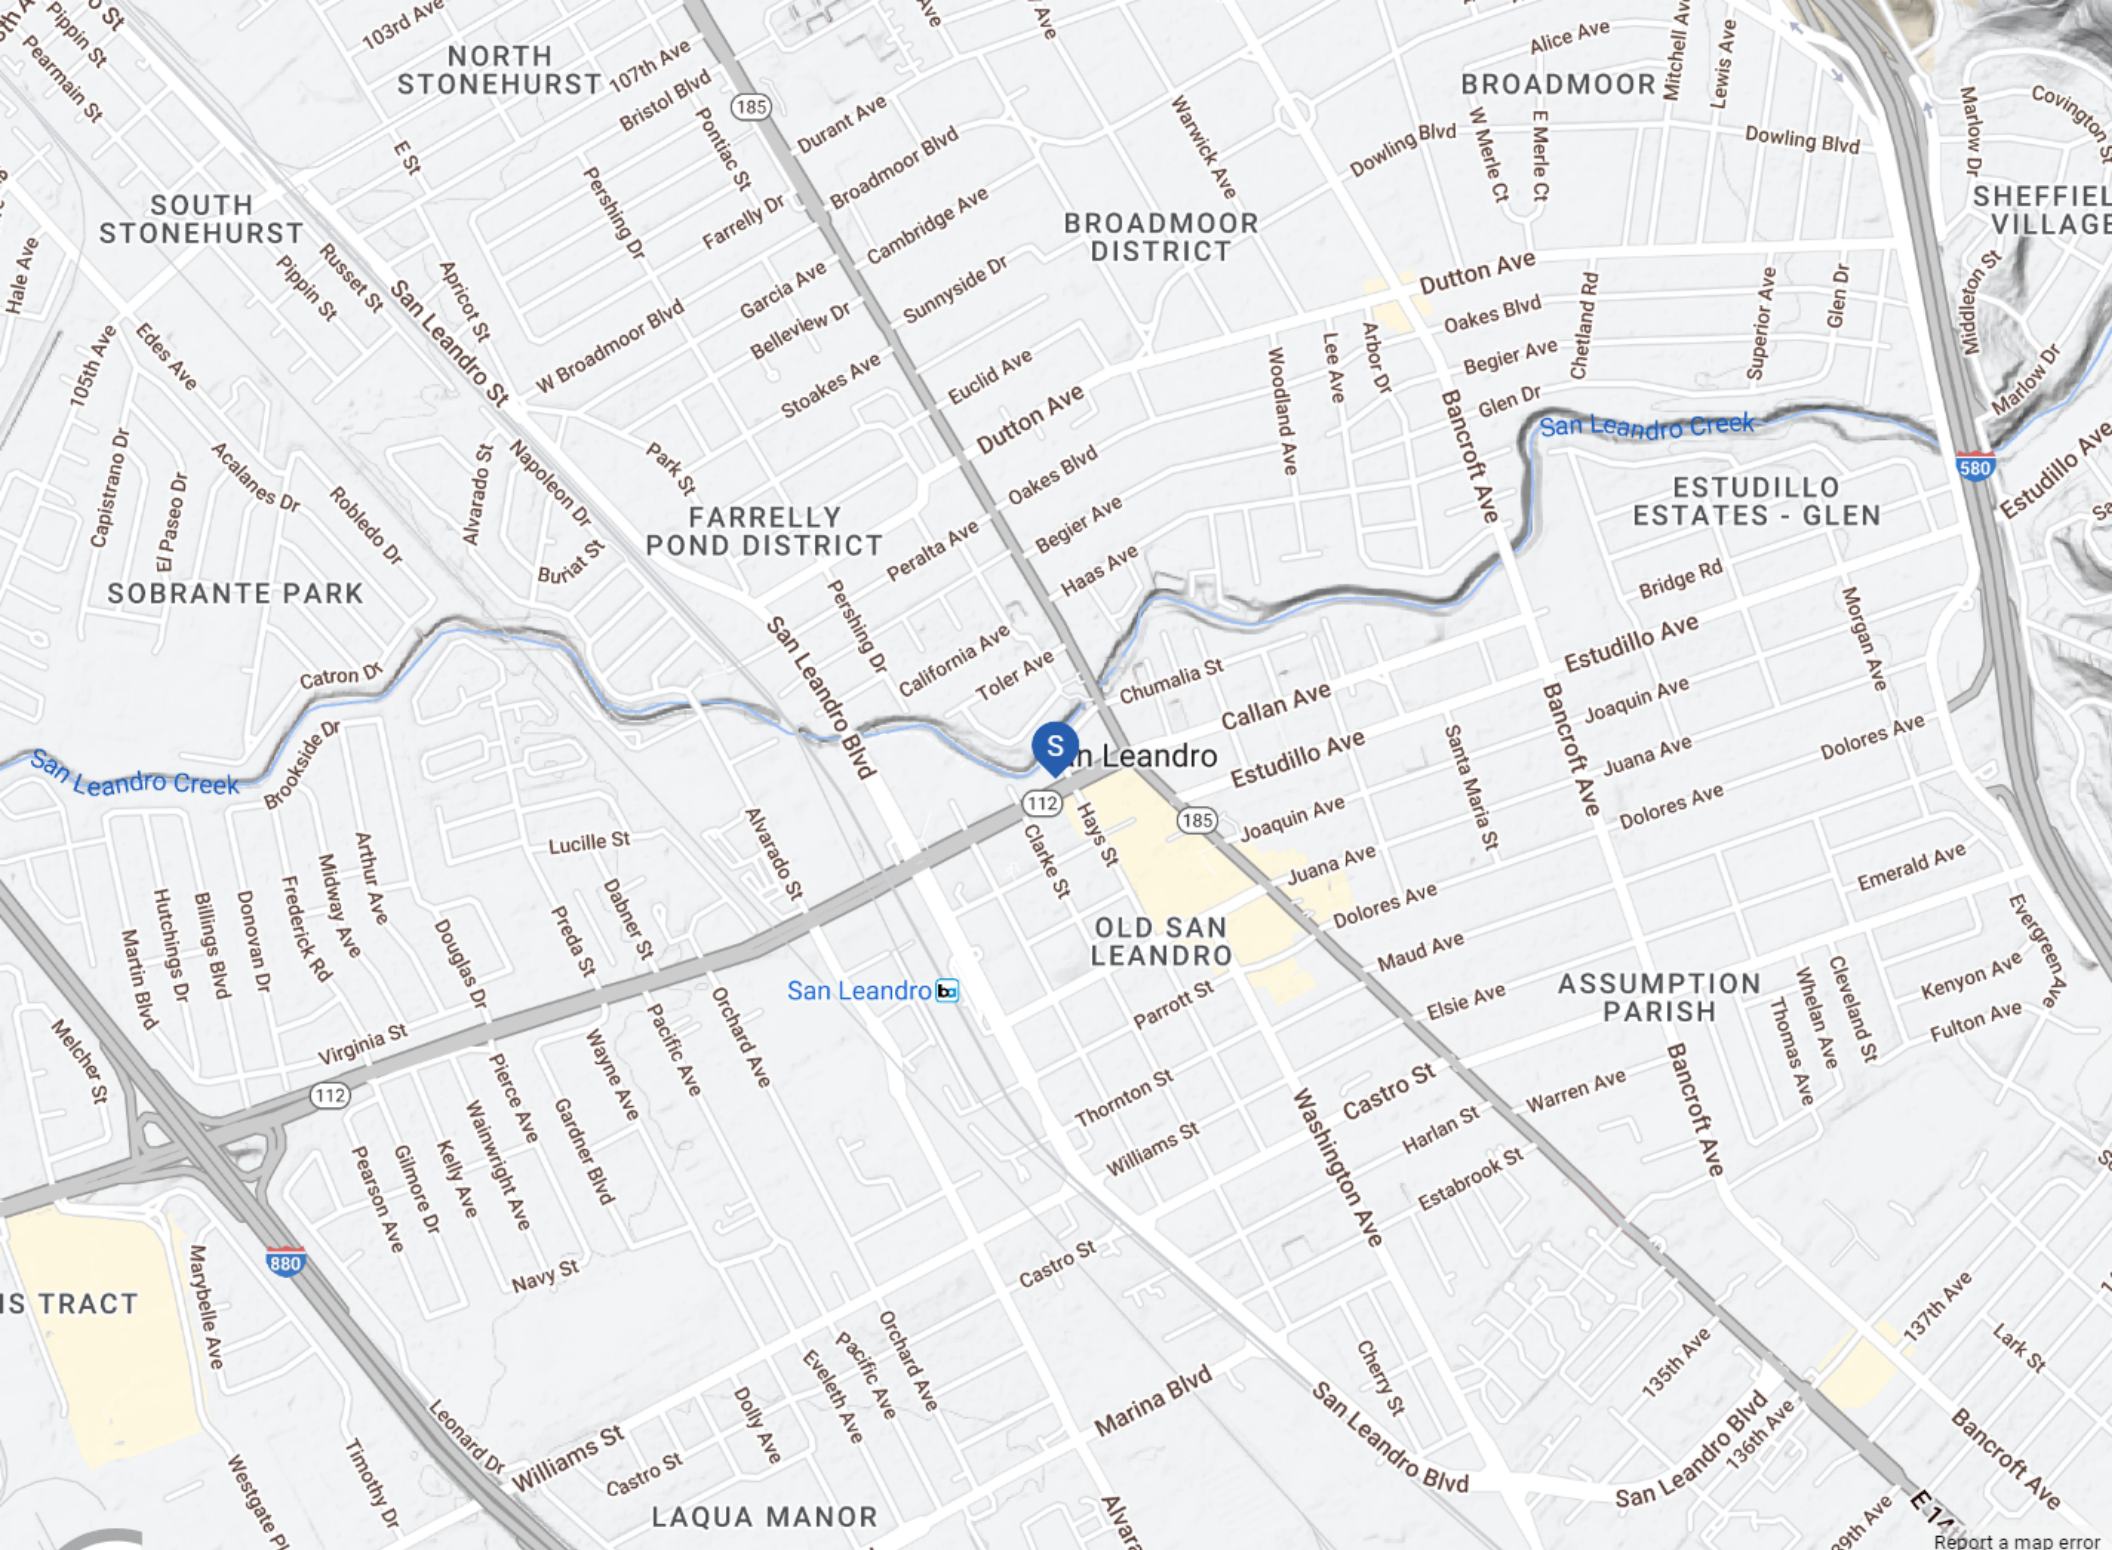 Pippin St
Pearmain St
103rd Ave
NORTH
STONEHURST
107th Ave
Bristol Blvd
185
Durant Ave
Pontiac St
Broadmoor Blvd
Warwick Ave
Alice Ave
BROADMOOR
Mitchell Av
Lewis Ave
Dowling Blvd
W Merle Ct
E Merle Ct
Dowling Blvd
Marlow Dr
Covington St
E St
Pershing Dr
Farrelly Dr
Cambridge Ave
BROADMOOR
DISTRICT
SHEFFIEL
VILLAGE
SOUTH
STONEHURST
Hale Ave
Russet St
Pippin St
San Leandro St
Apricot St
Garcia Ave
Sunnyside Dr
Dutton Ave
Oakes Blvd
Chetland Rd
Superior Ave
Glen Dr
Marlow Dr
105th Ave
Edes Ave
W Broadmoor Blvd
Belleview Dr
Stoakes Ave
Euclid Ave
Dutton Ave
Woodland Ave
Lee Ave
Arbor Dr
Begier Ave
Glen Dr
Bancroft Ave
San Leandro Creek
580
Estudillo Ave
Capistrano Dr
El Paseo Dr
Acalanes Dr
Robledo Dr
Alvarado St
Napoleon Dr
Buriat St
Park St
FARRELLY
POND DISTRICT
Oakes Blvd
Peralta Ave
Begier Ave
Haas Ave
ESTUDILLO
ESTATES - GLEN
SOBRANTE PARK
Bridge Rd
Morgan Ave
Estudillo Ave
Catron Dr
San Leandro Blvd
Pershing Dr
California Ave
Toler Ave
Chumalia St
Callan Ave
Estudillo Ave
Joaquin Ave
Juana Ave
Dolores Ave
Bancroft Ave
Santa Maria St
San Leandro Creek
Brookside Dr
S
an Leandro
112
185
Hays St
Clarke St
Joaquin Ave
Juana Ave
Dolores Ave
Dolores Ave
Lucille St
Alvarado St
Arthur Ave
Midway Ave
Frederick Rd
Donovan Dr
Billings Blvd
Hutchings Dr
Martin Blvd
Douglas Dr
Preda St
Dabner St
OLD SAN
LEANDRO
Maud Ave
Emerald Ave
Evergreen Ave
San Leandro
ba
Parrott St
Elsie Ave
ASSUMPTION
PARISH
Thomas Ave
Whelan Ave
Cleveland St
Kenyon Ave
Fulton Ave
Melcher St
Virginia St
112
Pierce Ave
Wayne Ave
Pacific Ave
Orchard Ave
Thornton St
Castro St
Warren Ave
Bancroft Ave
Pearson Ave
Gilmore Dr
Kelly Ave
Wainwright Ave
Gardner Blvd
Williams St
Washington Ave
Harlan St
Estabrook St
880
Navy St
Castro St
IS TRACT
Marybelle Ave
Orchard Ave
Pacific Ave
Eveleth Ave
Dolly Ave
Cherry St
135th Ave
137th Ave
Lark St
Leonard Dr
Williams St
Castro St
Marina Blvd
San Leandro Blvd
San Leandro Blvd
136th Ave
Bancroft Ave
Westgate P
Timothy Dr
LAQUA MANOR
Alvara
39th Ave
E 14th
Report a map error